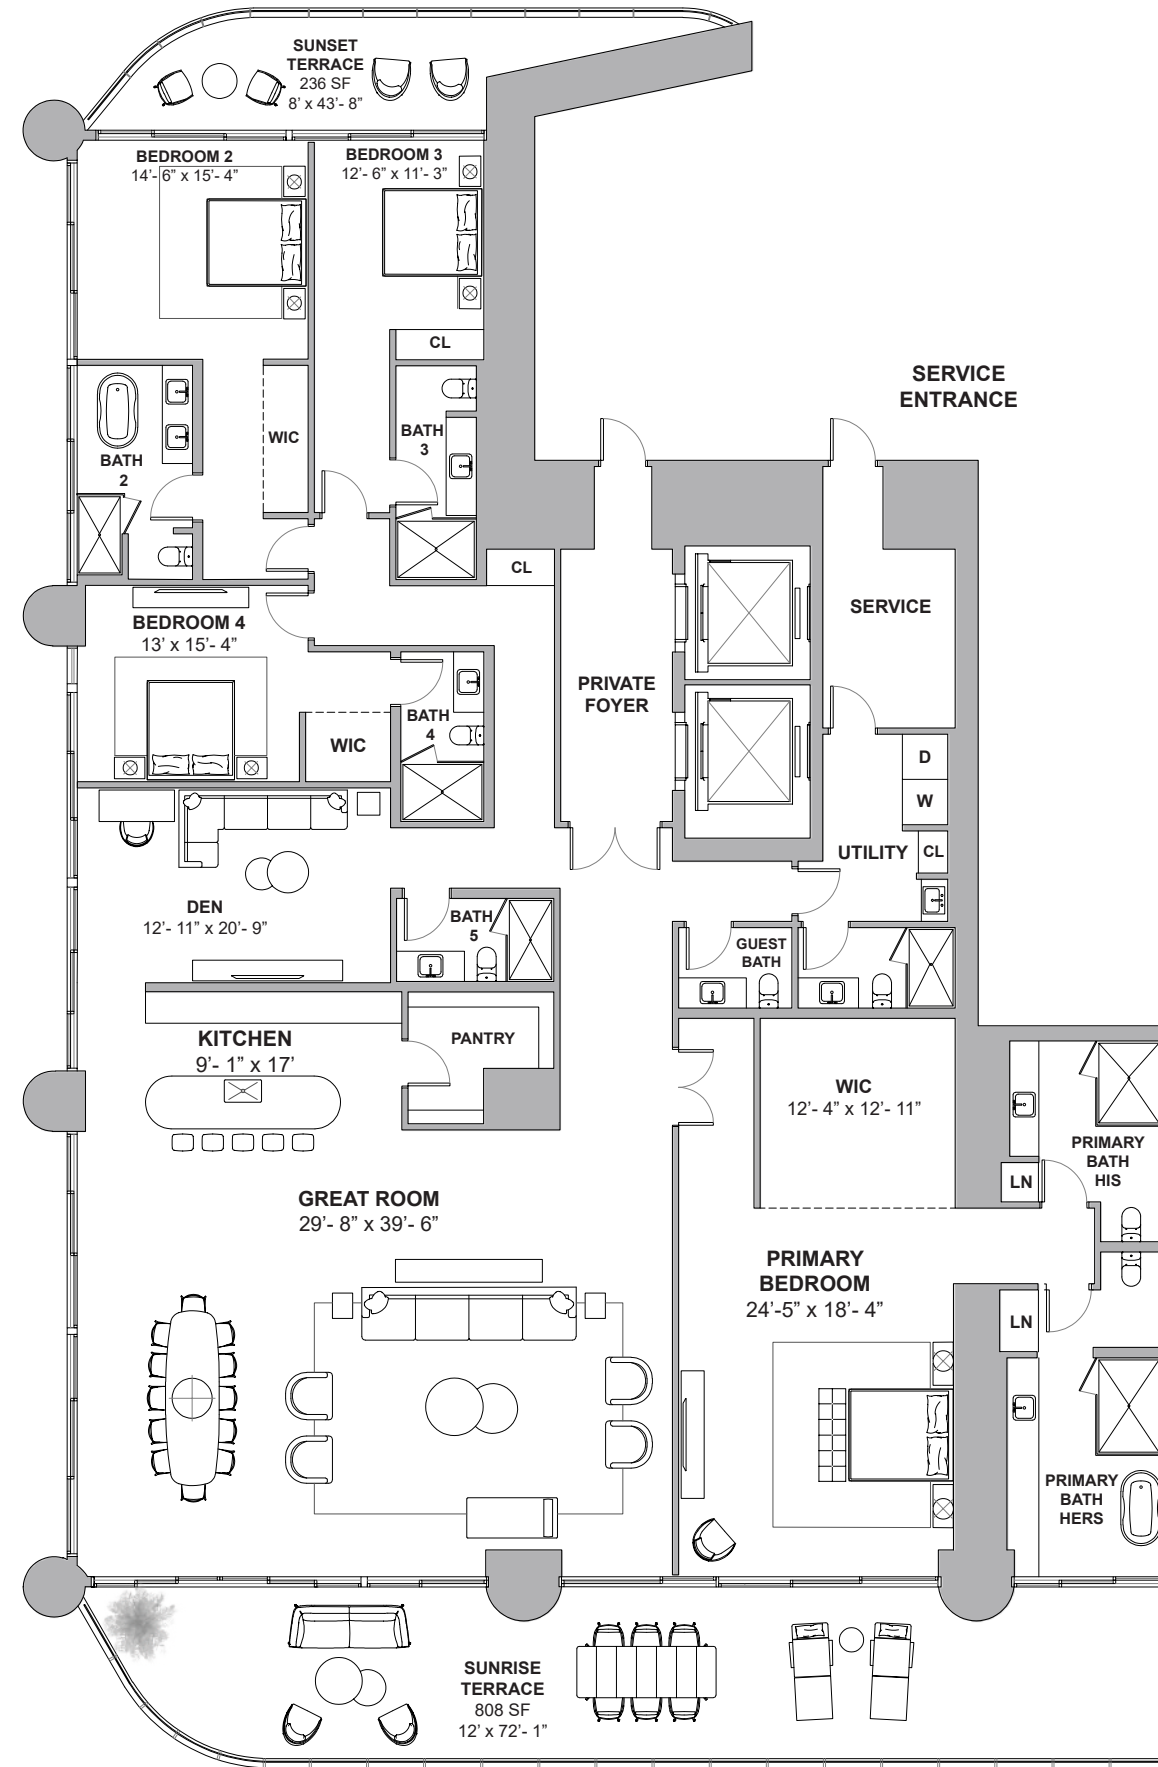 SUNSET
TERRACE
236 SF
8’ x 43’- 8”
BEDROOM 2
14’- 6” x 15’- 4”
BEDROOM 3
12’- 6” x 11’- 3”
CL
SERVICE
ENTRANCE
WIC
BATH
3
BATH
2
CL
SERVICE
BEDROOM 4
13’ x 15’- 4”
PRIVATE
FOYER
BATH
4
WIC
D
W
UTILITY
CL
DEN
12’- 11” x 20’- 9”
BATH
5
GUEST
BATH
KITCHEN
9’- 1” x 17’
PANTRY
WIC
12’- 4” x 12’- 11”
PRIMARY
BATH
HIS
LN
GREAT ROOM
29’- 8” x 39’- 6”
PRIMARY
BEDROOM
24’-5” x 18’- 4”
LN
PRIMARY
BATH
HERS
SUNRISE
TERRACE
808 SF
12’ x 72’- 1”